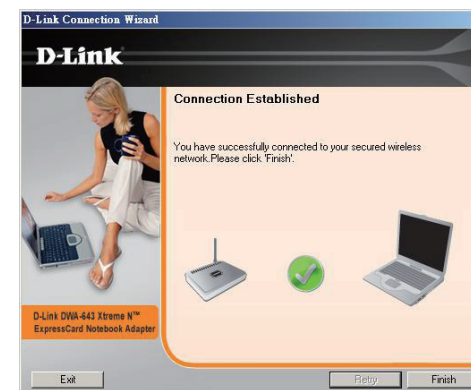 D-Link Connection Wizard
D-Link
Connection Established
You have successfully connected to your secured wireless
network.Please click 'Finish'.
D-Link DWA-643 Xtreme N™
ExpressCard Notebook Adapter
Exit
Retry
Finish